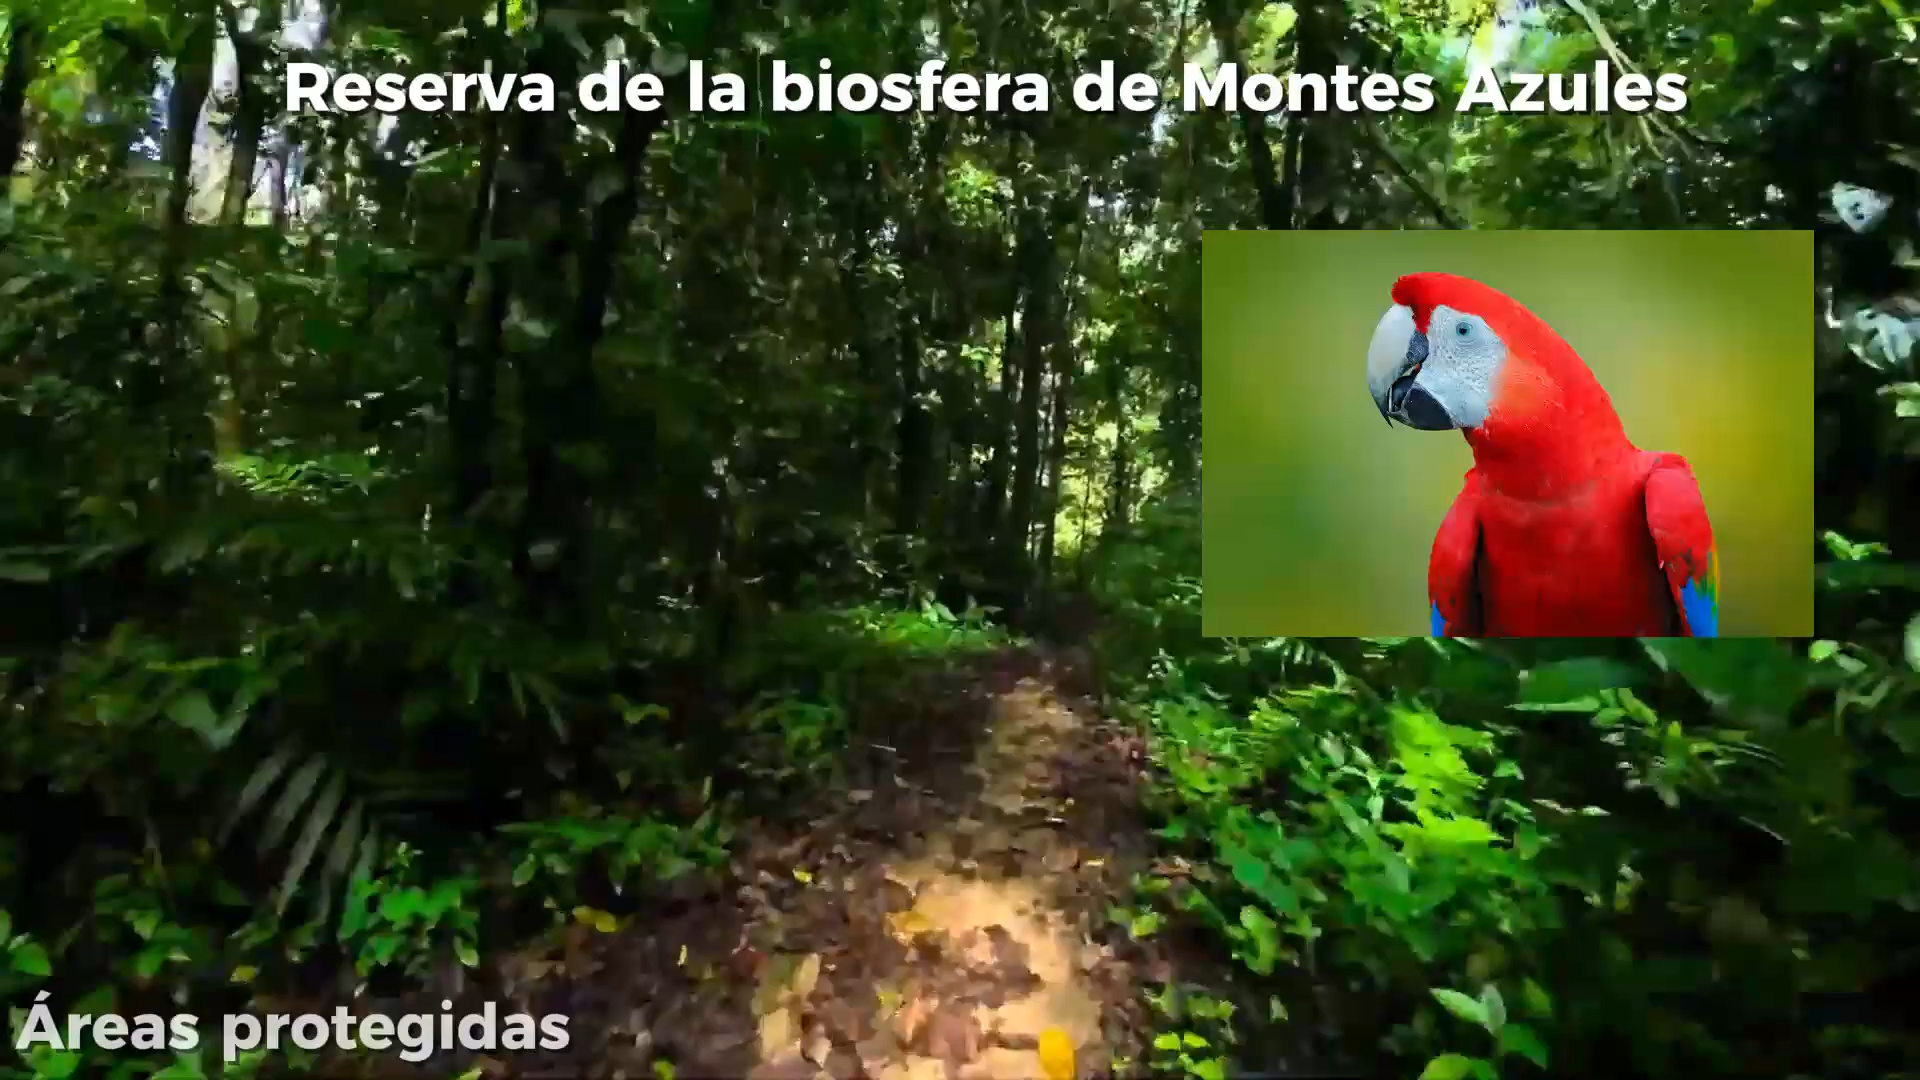 Reserva de la biosfera de Montes Azules
Áreas protegidas